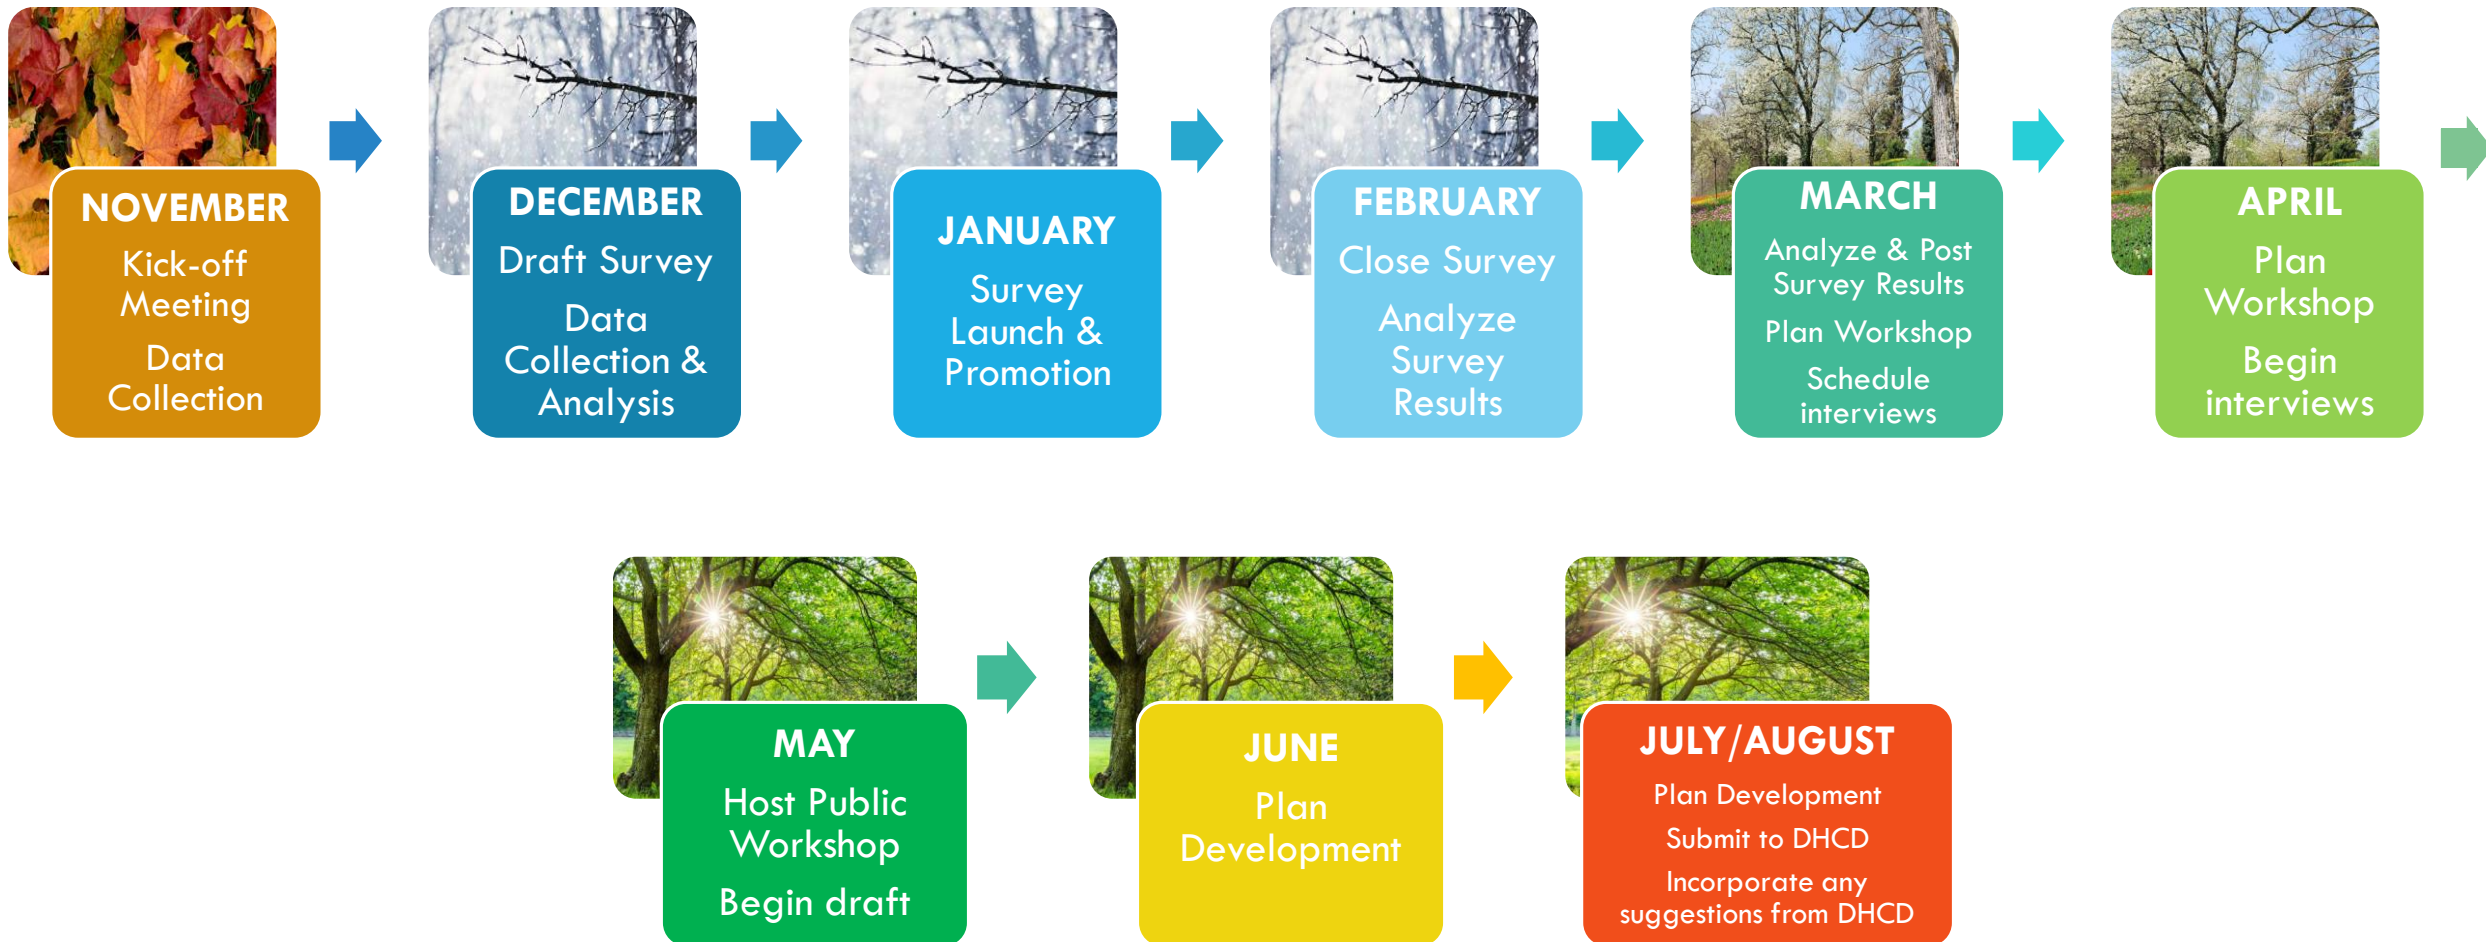 NOVEMBER
Kick-off
Meeting
Data
Collection
DECEMBER
Draft Survey
Data
Collection &
Analysis
JANUARY
Survey
Launch &
Promotion
FEBRUARY
Close Survey
Analyze
Survey
Results
MARCH
Analyze & Post
Survey Results
Plan Workshop
Schedule
interviews
APRIL
Plan
Workshop
Begin
interviews
MAY
Host Public
Workshop
Begin draft
JUNE
Plan
Development
JULY/AUGUST
Plan Development
Submit to DHCD
Incorporate any
suggestions from DHCD